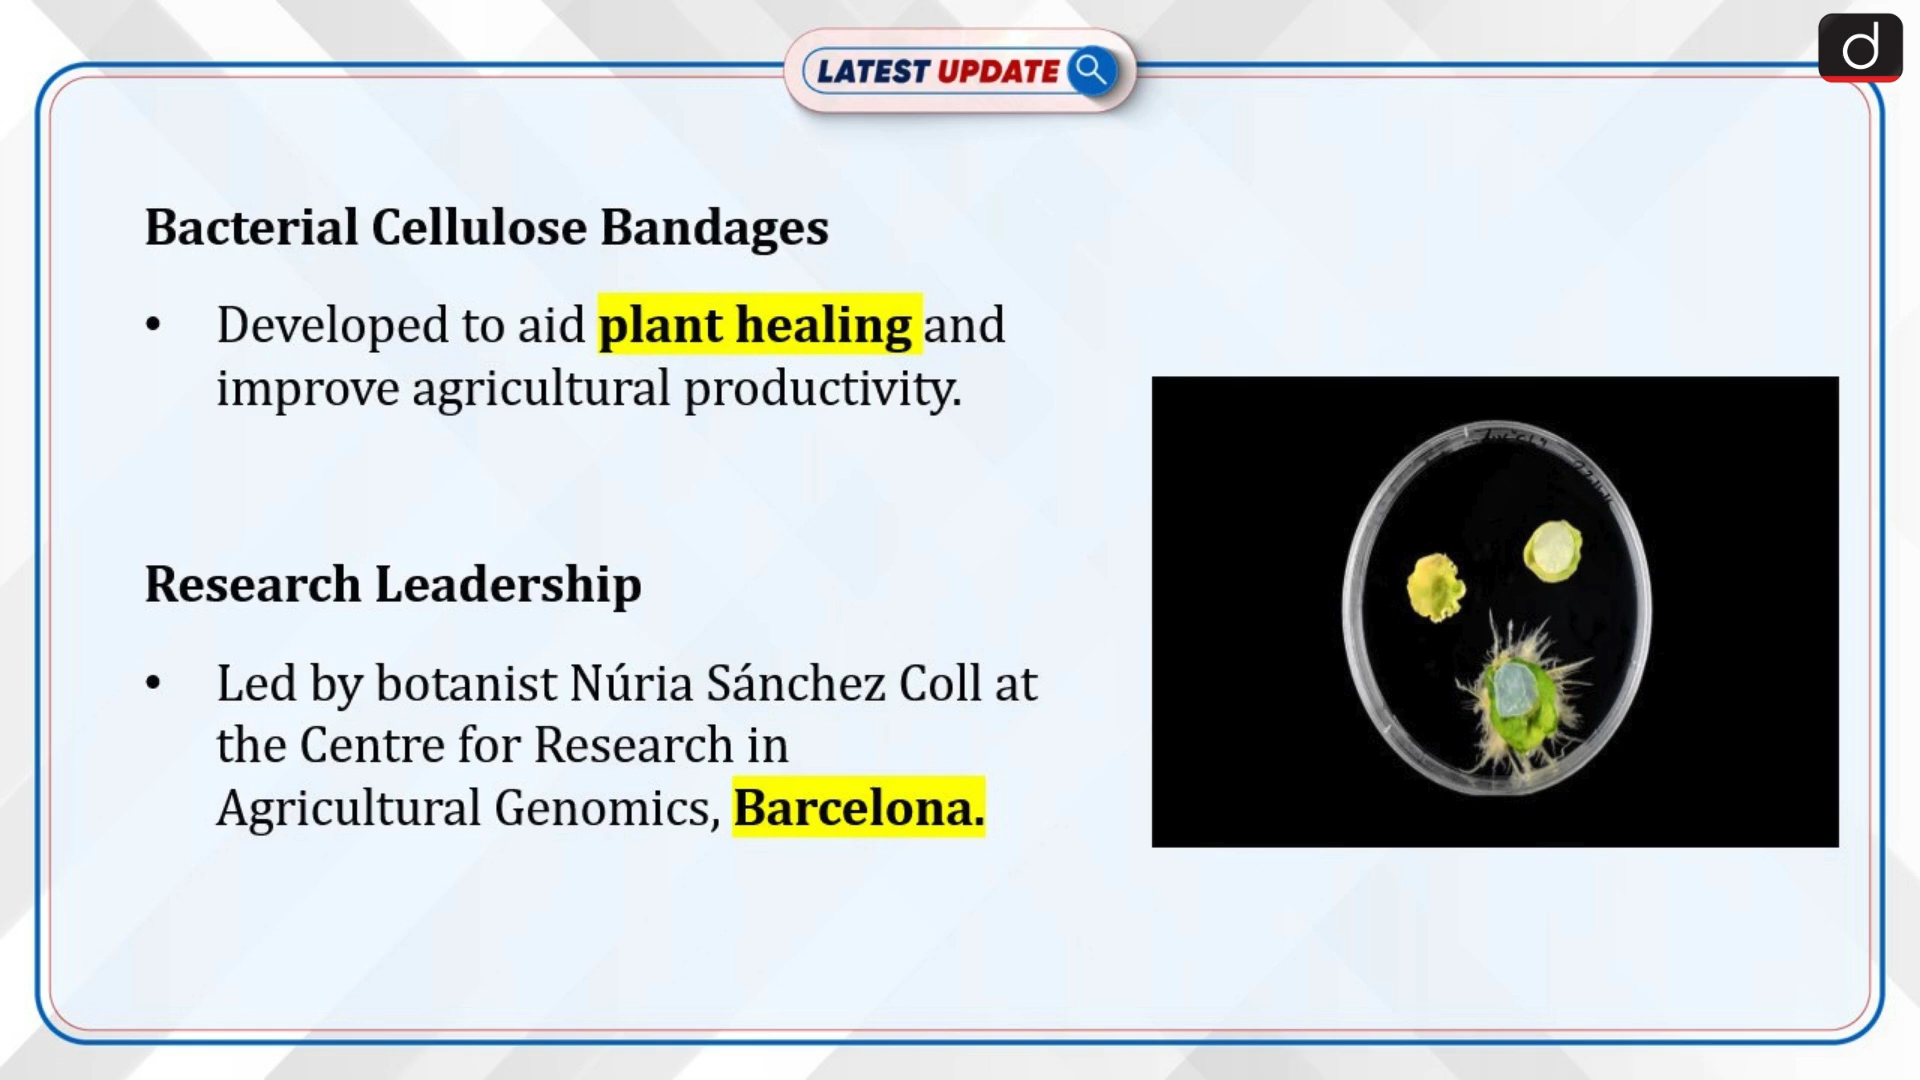 LATEST UPDATE
d
Bacterial Cellulose Bandages
• Developed to aid plant healing and
improve agricultural productivity.
Research Leadership
• Led by botanist Núria Sánchez Coll at
the Centre for Research in
Agricultural Genomics, Barcelona.